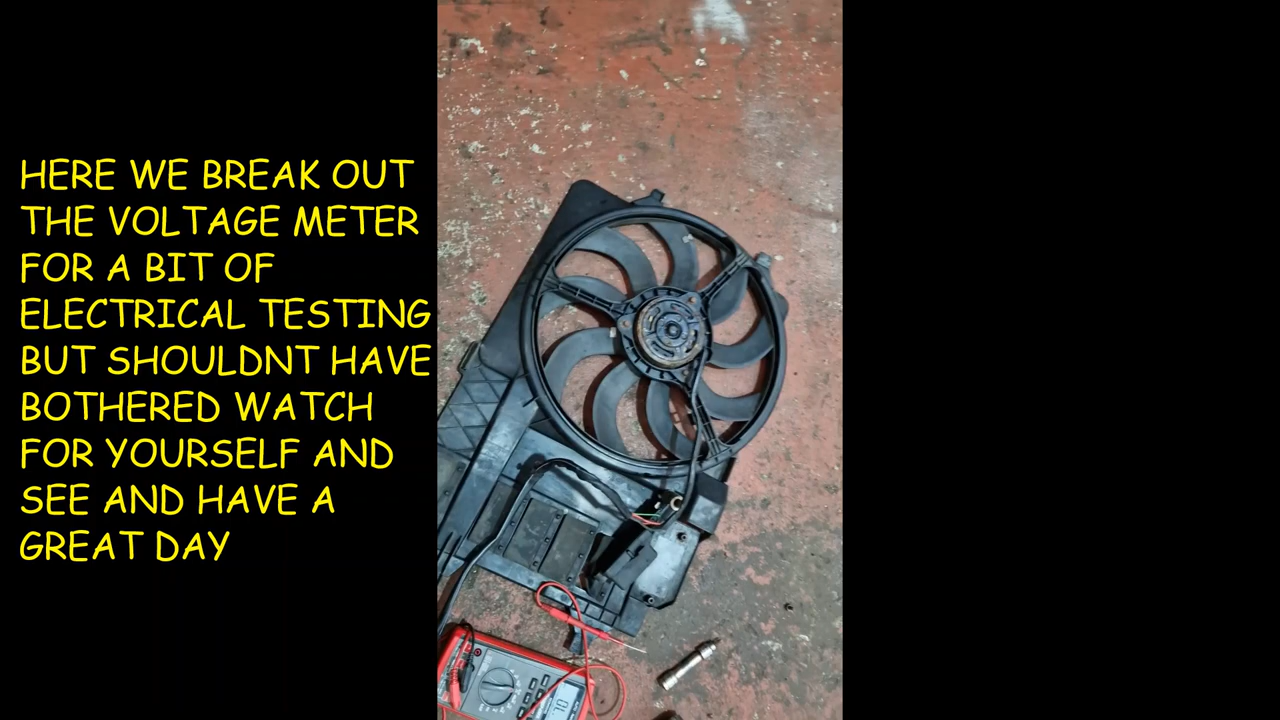 HERE WE BREAK OUT
THE VOLTAGE METER
FOR A BIT OF
ELECTRICAL TESTING
BUT SHOULDNT HAVE
BOTHERED WATCH
FOR YOURSELF AND
SEE AND HAVE A
GREAT DAY